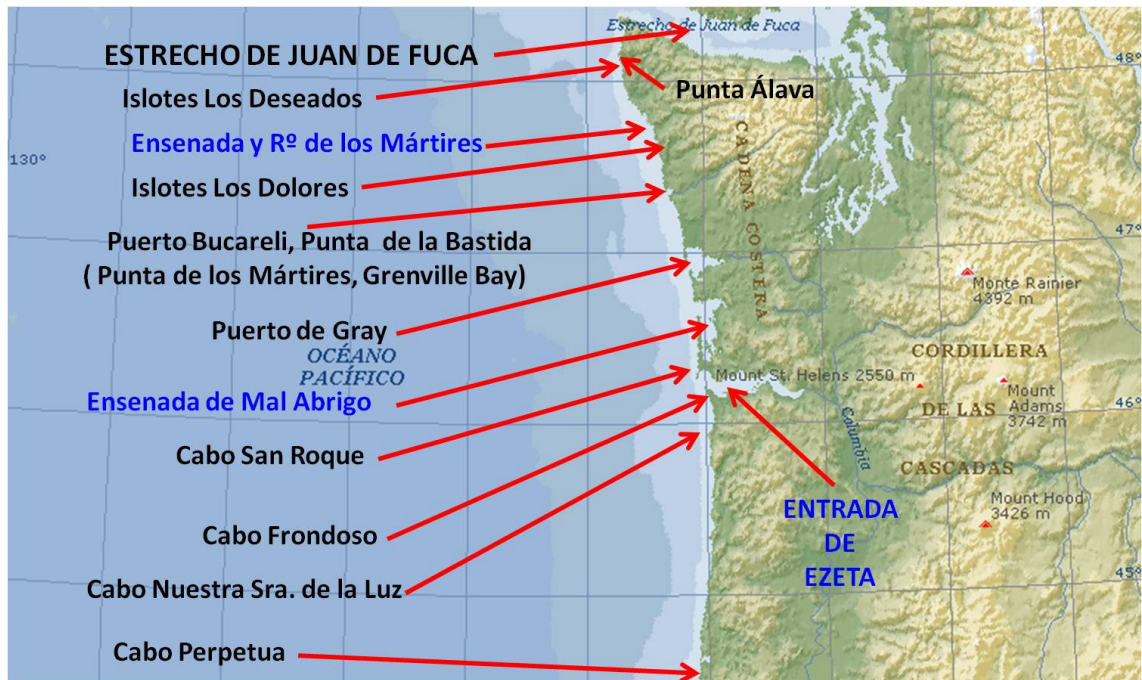 Estrecho de Juan de Fuca
ESTRECHO DE JUAN DE FUCA
48°
Punta Álava
Islotes Los Deseados
Ensenada y Rº de los Mártires
130°
CADENA COSTERA
Islotes Los Dolores
47°
Puerto Bucareli, Punta de la Bastida
( Punta de los Mártires, Grenville Bay)
Monte Rainier
4392 m
Puerto de Gray
OCÉANO
PACÍFICO
CORDILLERA
DE LAS
CASCADAS
Mount St. Helens 2550 m
Mount
Adams
3742 m
Ensenada de Mal Abrigo
46°
Columbia
Cabo San Roque
Mount Hood
3426 m
ENTRADA
DE
EZETA
Cabo Frondoso
Cabo Nuestra Sra. de la Luz
45°
Cabo Perpetua